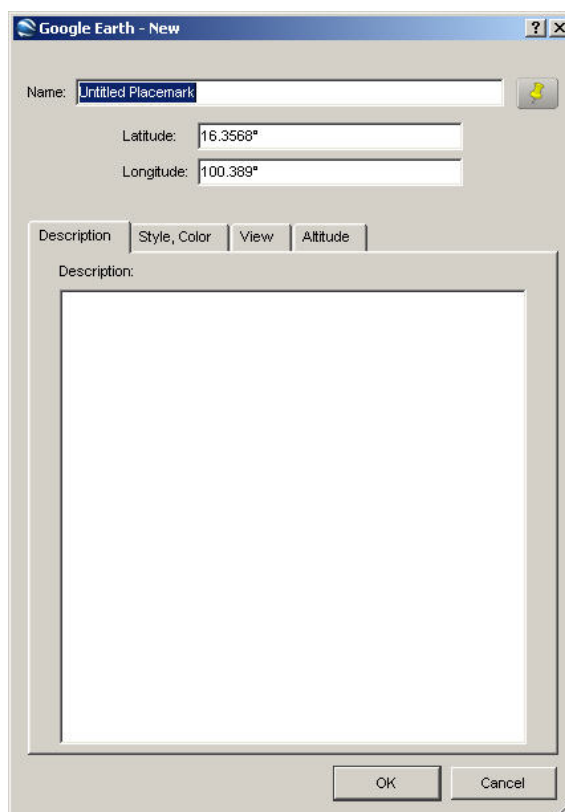 Google Earth - New
Name: Untitled Placemark
Latitude: 16.3568°
Longitude: 100.389°
Description Style, Color View Altitude
Description:
OK Cancel